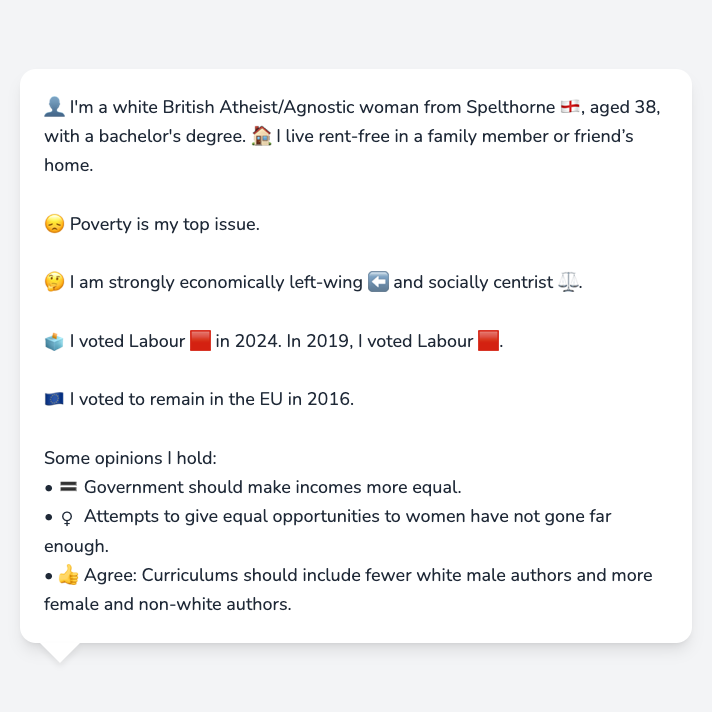 👤 I'm a white British Atheist/Agnostic woman from Spelthorne 🏴󠁧󠁢󠁥󠁮󠁧󠁿, aged 38,
with a bachelor's degree. 🏠 I live rent-free in a family member or friend’s
home.
😞 Poverty is my top issue.
🤔 I am strongly economically left-wing ⬅️ and socially centrist ⚖️.
🗳️ I voted Labour 🟥 in 2024. In 2019, I voted Labour 🟥.
🇪🇺 I voted to remain in the EU in 2016.
Some opinions I hold:
• 🟰 Government should make incomes more equal.
• ♀ Attempts to give equal opportunities to women have not gone far
enough.
• 👍 Agree: Curriculums should include fewer white male authors and more
female and non-white authors.